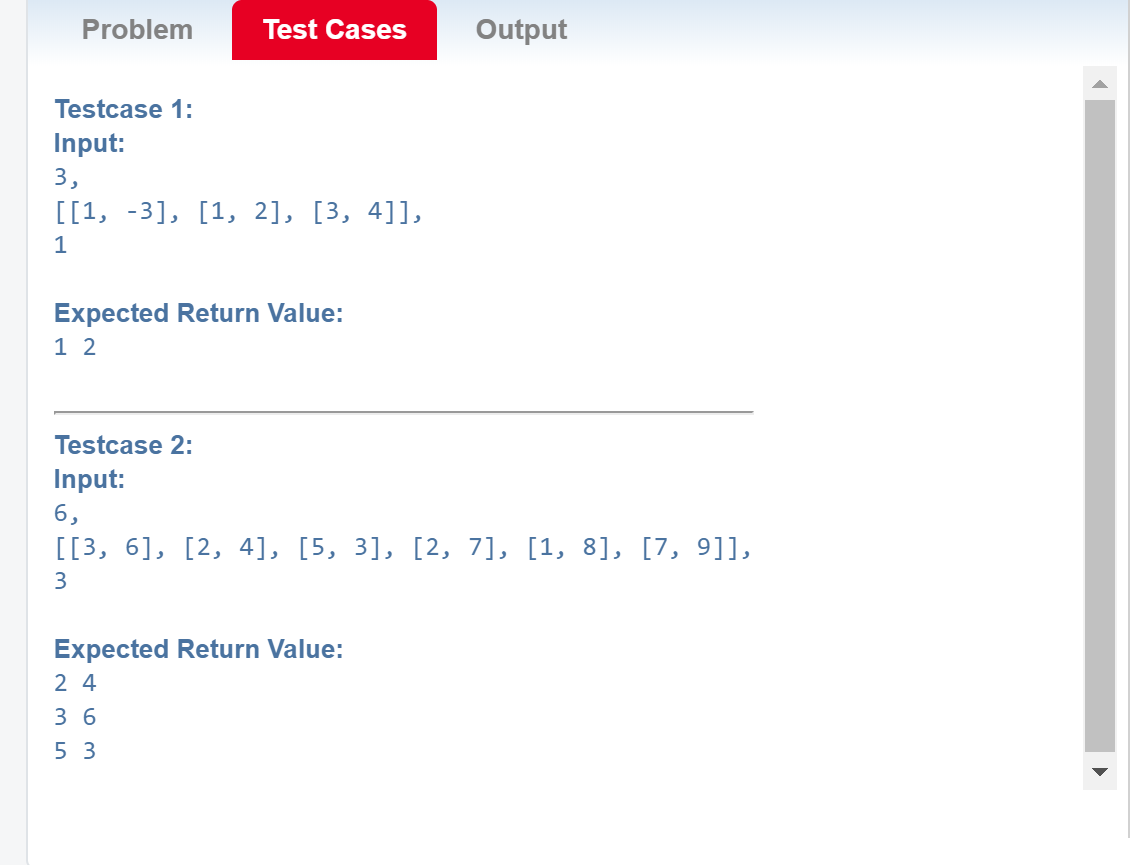 Problem Test Cases Output
Testcase 1:
Input:
3,
[[1, -3], [1, 2], [3, 4]],
1
Expected Return Value:
1 2
Testcase 2:
Input:
6,
[[3, 6], [2, 4], [5, 3], [2, 7], [1, 8], [7, 9]],
3
Expected Return Value:
2 4
3 6
5 3